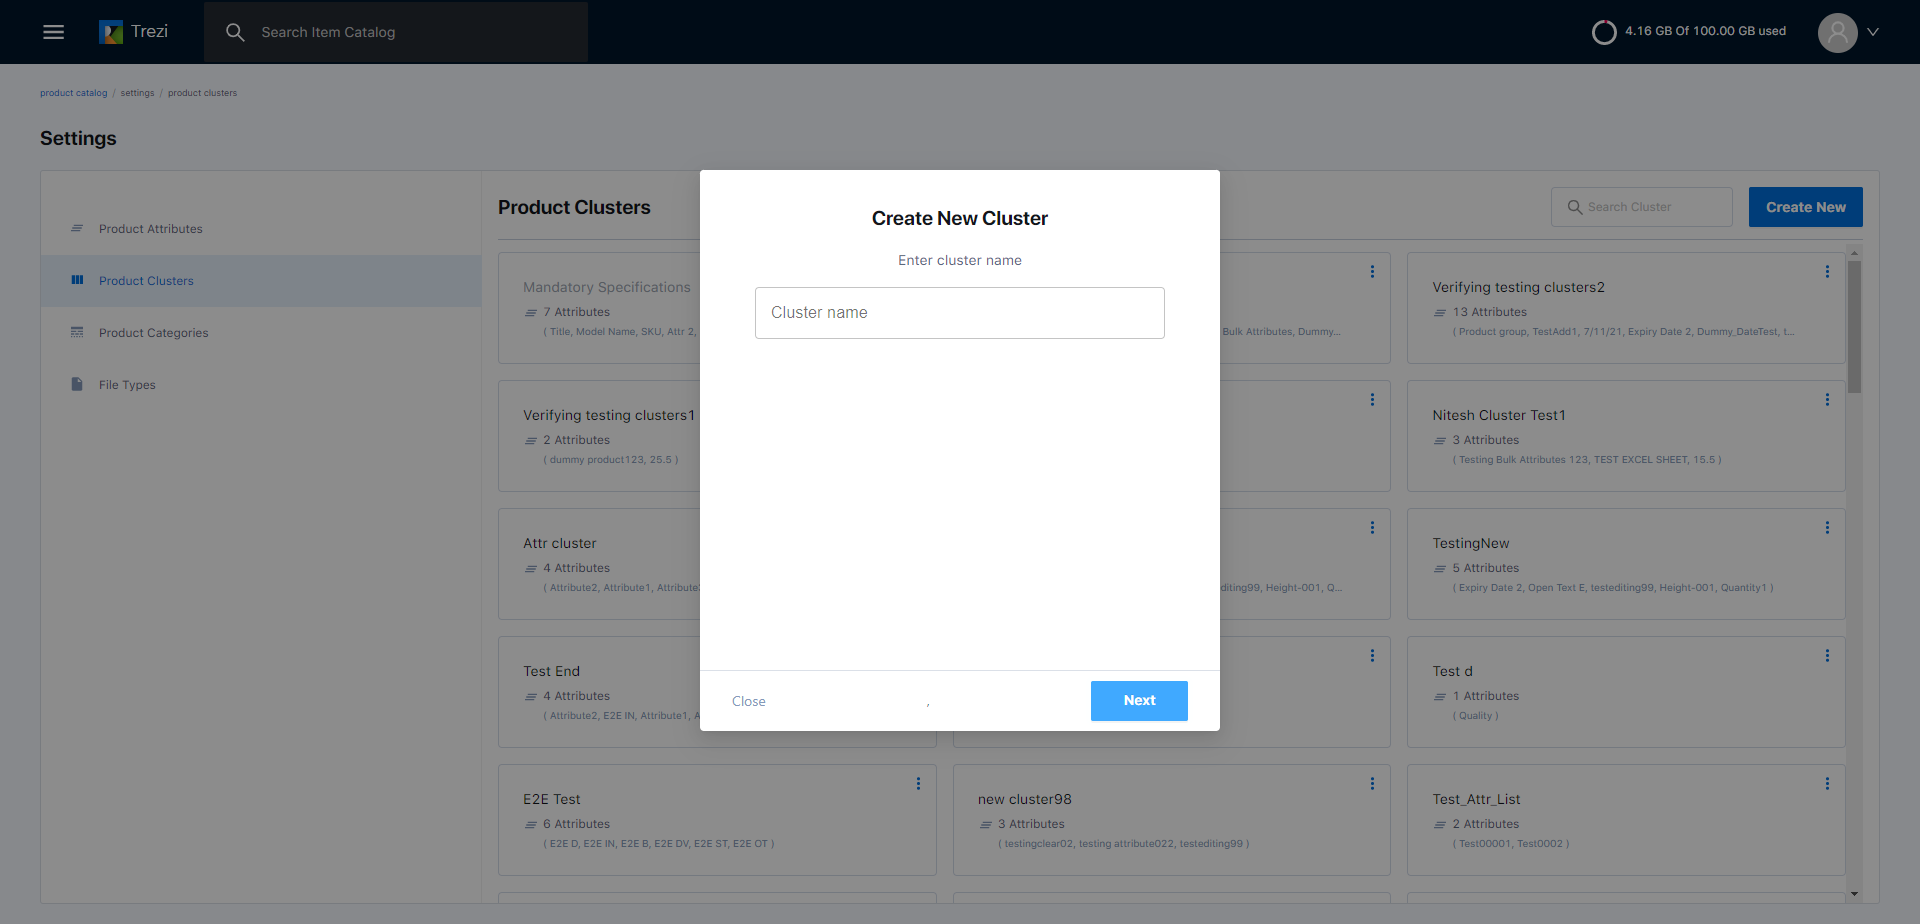 Trezi
Search Item Catalog
4.16 GB Of 100.00 GB used
product catalog / settings / product clusters
Settings
Product Attributes
Product Clusters
Product Categories
File Types
Product Clusters
Search Cluster
Create New
Mandatory Specifications
7 Attributes
( Title, Model Name, SKU, Attr 2,
Bulk Attributes, Dummy...
Verifying testing clusters2
13 Attributes
( Product group, TestAdd1, 7/11/21, Expiry Date 2, Dummy_DateTest, t...
Verifying testing clusters1
2 Attributes
( dummy product123, 25.5 )
Nitesh Cluster Test1
3 Attributes
( Testing Bulk Attributes 123, TEST EXCEL SHEET, 15.5 )
Attr cluster
4 Attributes
( Attribute2, Attribute1, Attribute
diting99, Height-001, Q...
TestingNew
5 Attributes
( Expiry Date 2, Open Text E, testediting99, Height-001, Quantity1 )
Test End
4 Attributes
( Attribute2, E2E IN, Attribute1, A
Test d
1 Attributes
( Quality )
E2E Test
6 Attributes
( E2E D, E2E IN, E2E B, E2E DV, E2E ST, E2E OT )
new cluster98
3 Attributes
( testingclear02, testing attribute022, testediting99 )
Test_Attr_List
2 Attributes
( Test00001, Test0002 )
Create New Cluster
Enter cluster name
Cluster name
Close
,
Next